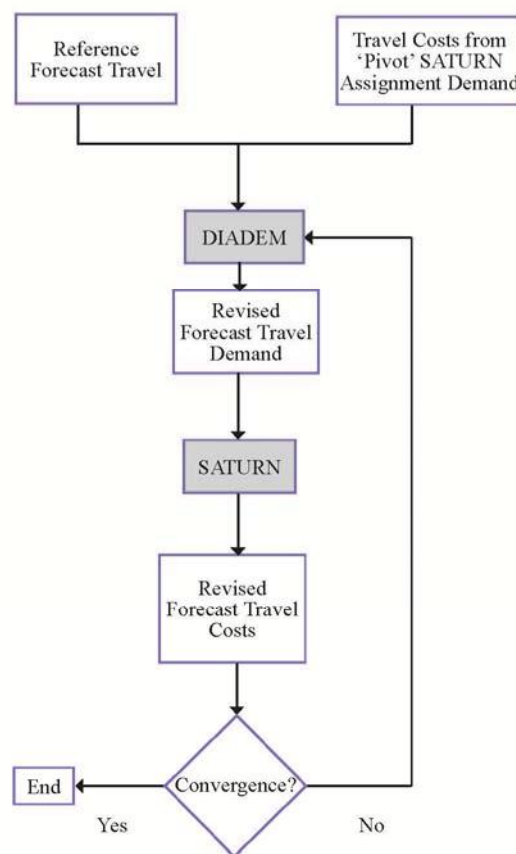 Reference
Forecast Travel
Travel Costs from
‘Pivot’ SATURN
Assignment Demand
DIADEM
Revised
Forecast Travel
Demand
SATURN
Revised
Forecast Travel
Costs
Convergence?
End
Yes
No